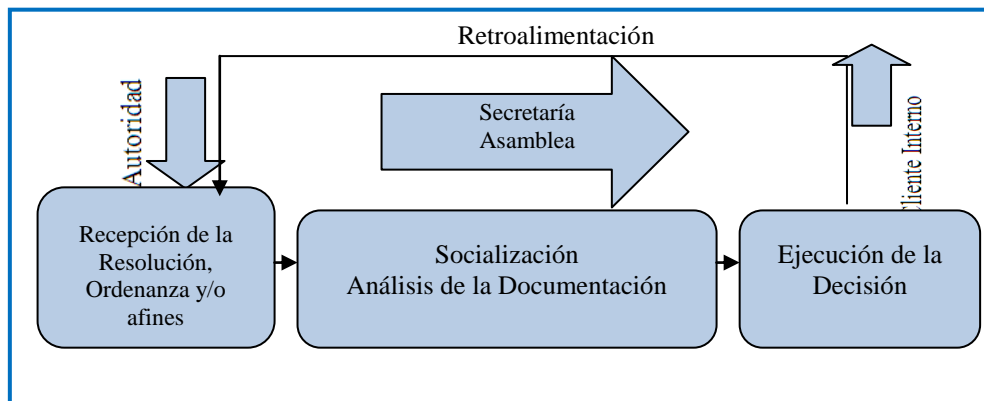 Retroalimentación
Autoridad
Secretaría
Asamblea
Cliente Interno
Recepción de la
Resolución,
Ordenanza y/o
afines
Socialización
Análisis de la Documentación
Ejecución de la
Decisión